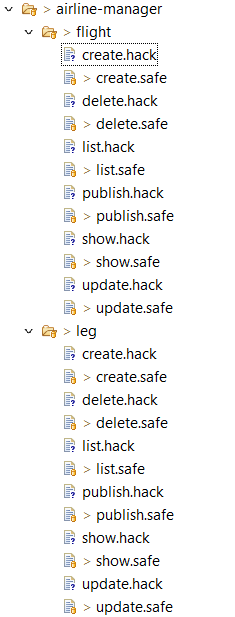 > airline-manager
> flight
create.hack
> create.safe
delete.hack
> delete.safe
list.hack
> list.safe
publish.hack
> publish.safe
show.hack
> show.safe
update.hack
> update.safe
> leg
create.hack
> create.safe
delete.hack
> delete.safe
list.hack
> list.safe
publish.hack
> publish.safe
show.hack
> show.safe
update.hack
> update.safe